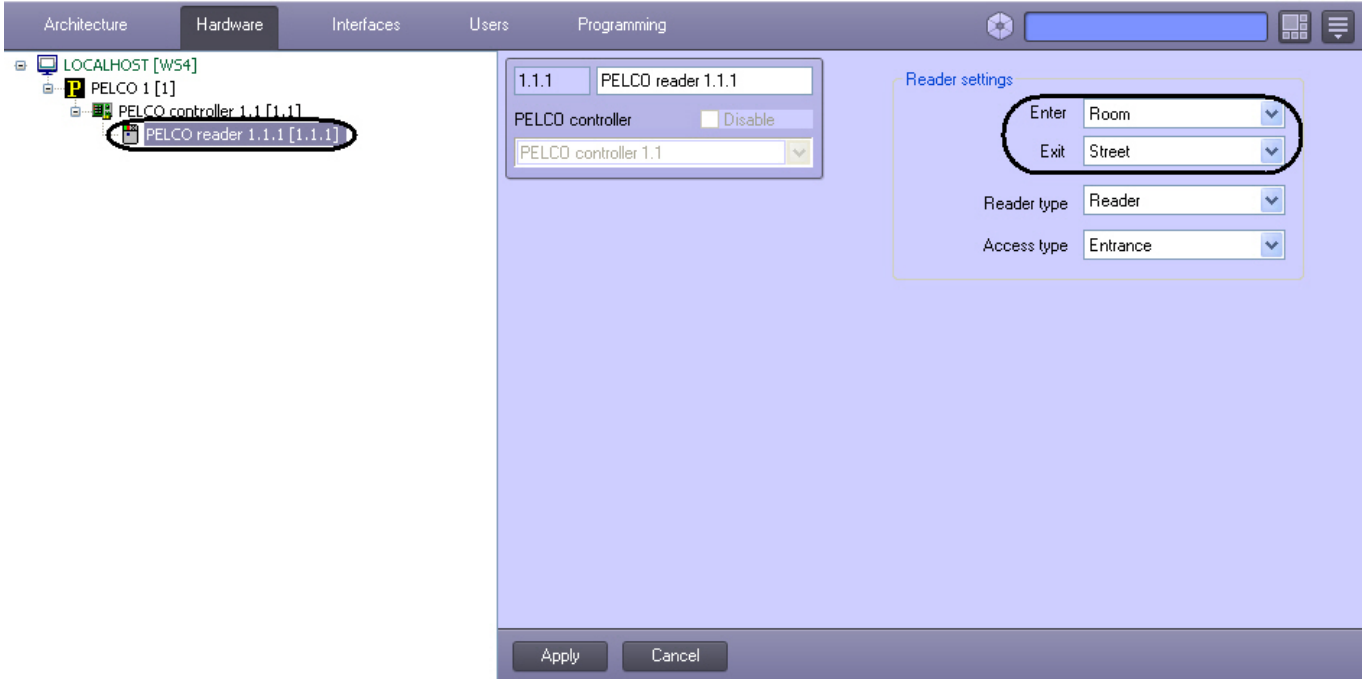 Architecture Hardware Interfaces Users Programming
LOCALHOST [WS4]
P PELCO 1 [1]
PELCO controller 1.1 [1.1]
PELCO reader 1.1.1 [1.1.1]
1.1.1 PELCO reader 1.1.1
PELCO controller Disable
PELCO controller 1.1
Reader settings
Enter Room
Exit Street
Reader type Reader
Access type Entrance
Apply Cancel